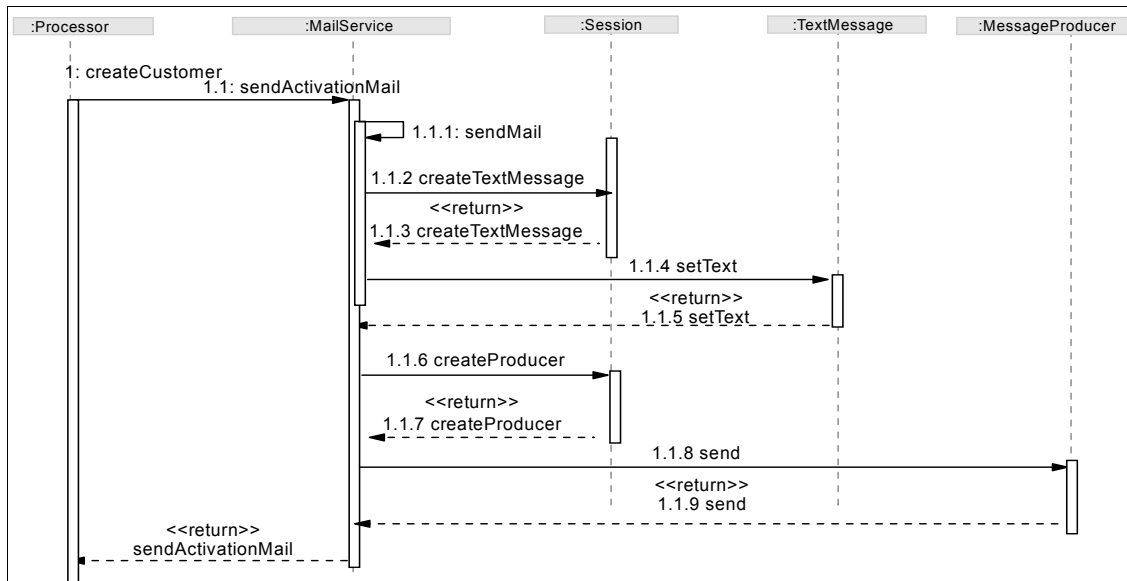 :Processor
:MailService
:Session
:TextMessage
:MessageProducer
1: createCustomer
1.1: sendActivationMail
1.1.1: sendMail
1.1.2 createTextMessage
<<return>>
1.1.3 createTextMessage
1.1.4 setText
<<return>>
1.1.5 setText
1.1.6 createProducer
<<return>>
1.1.7 createProducer
1.1.8 send
<<return>>
1.1.9 send
<<return>>
sendActivationMail